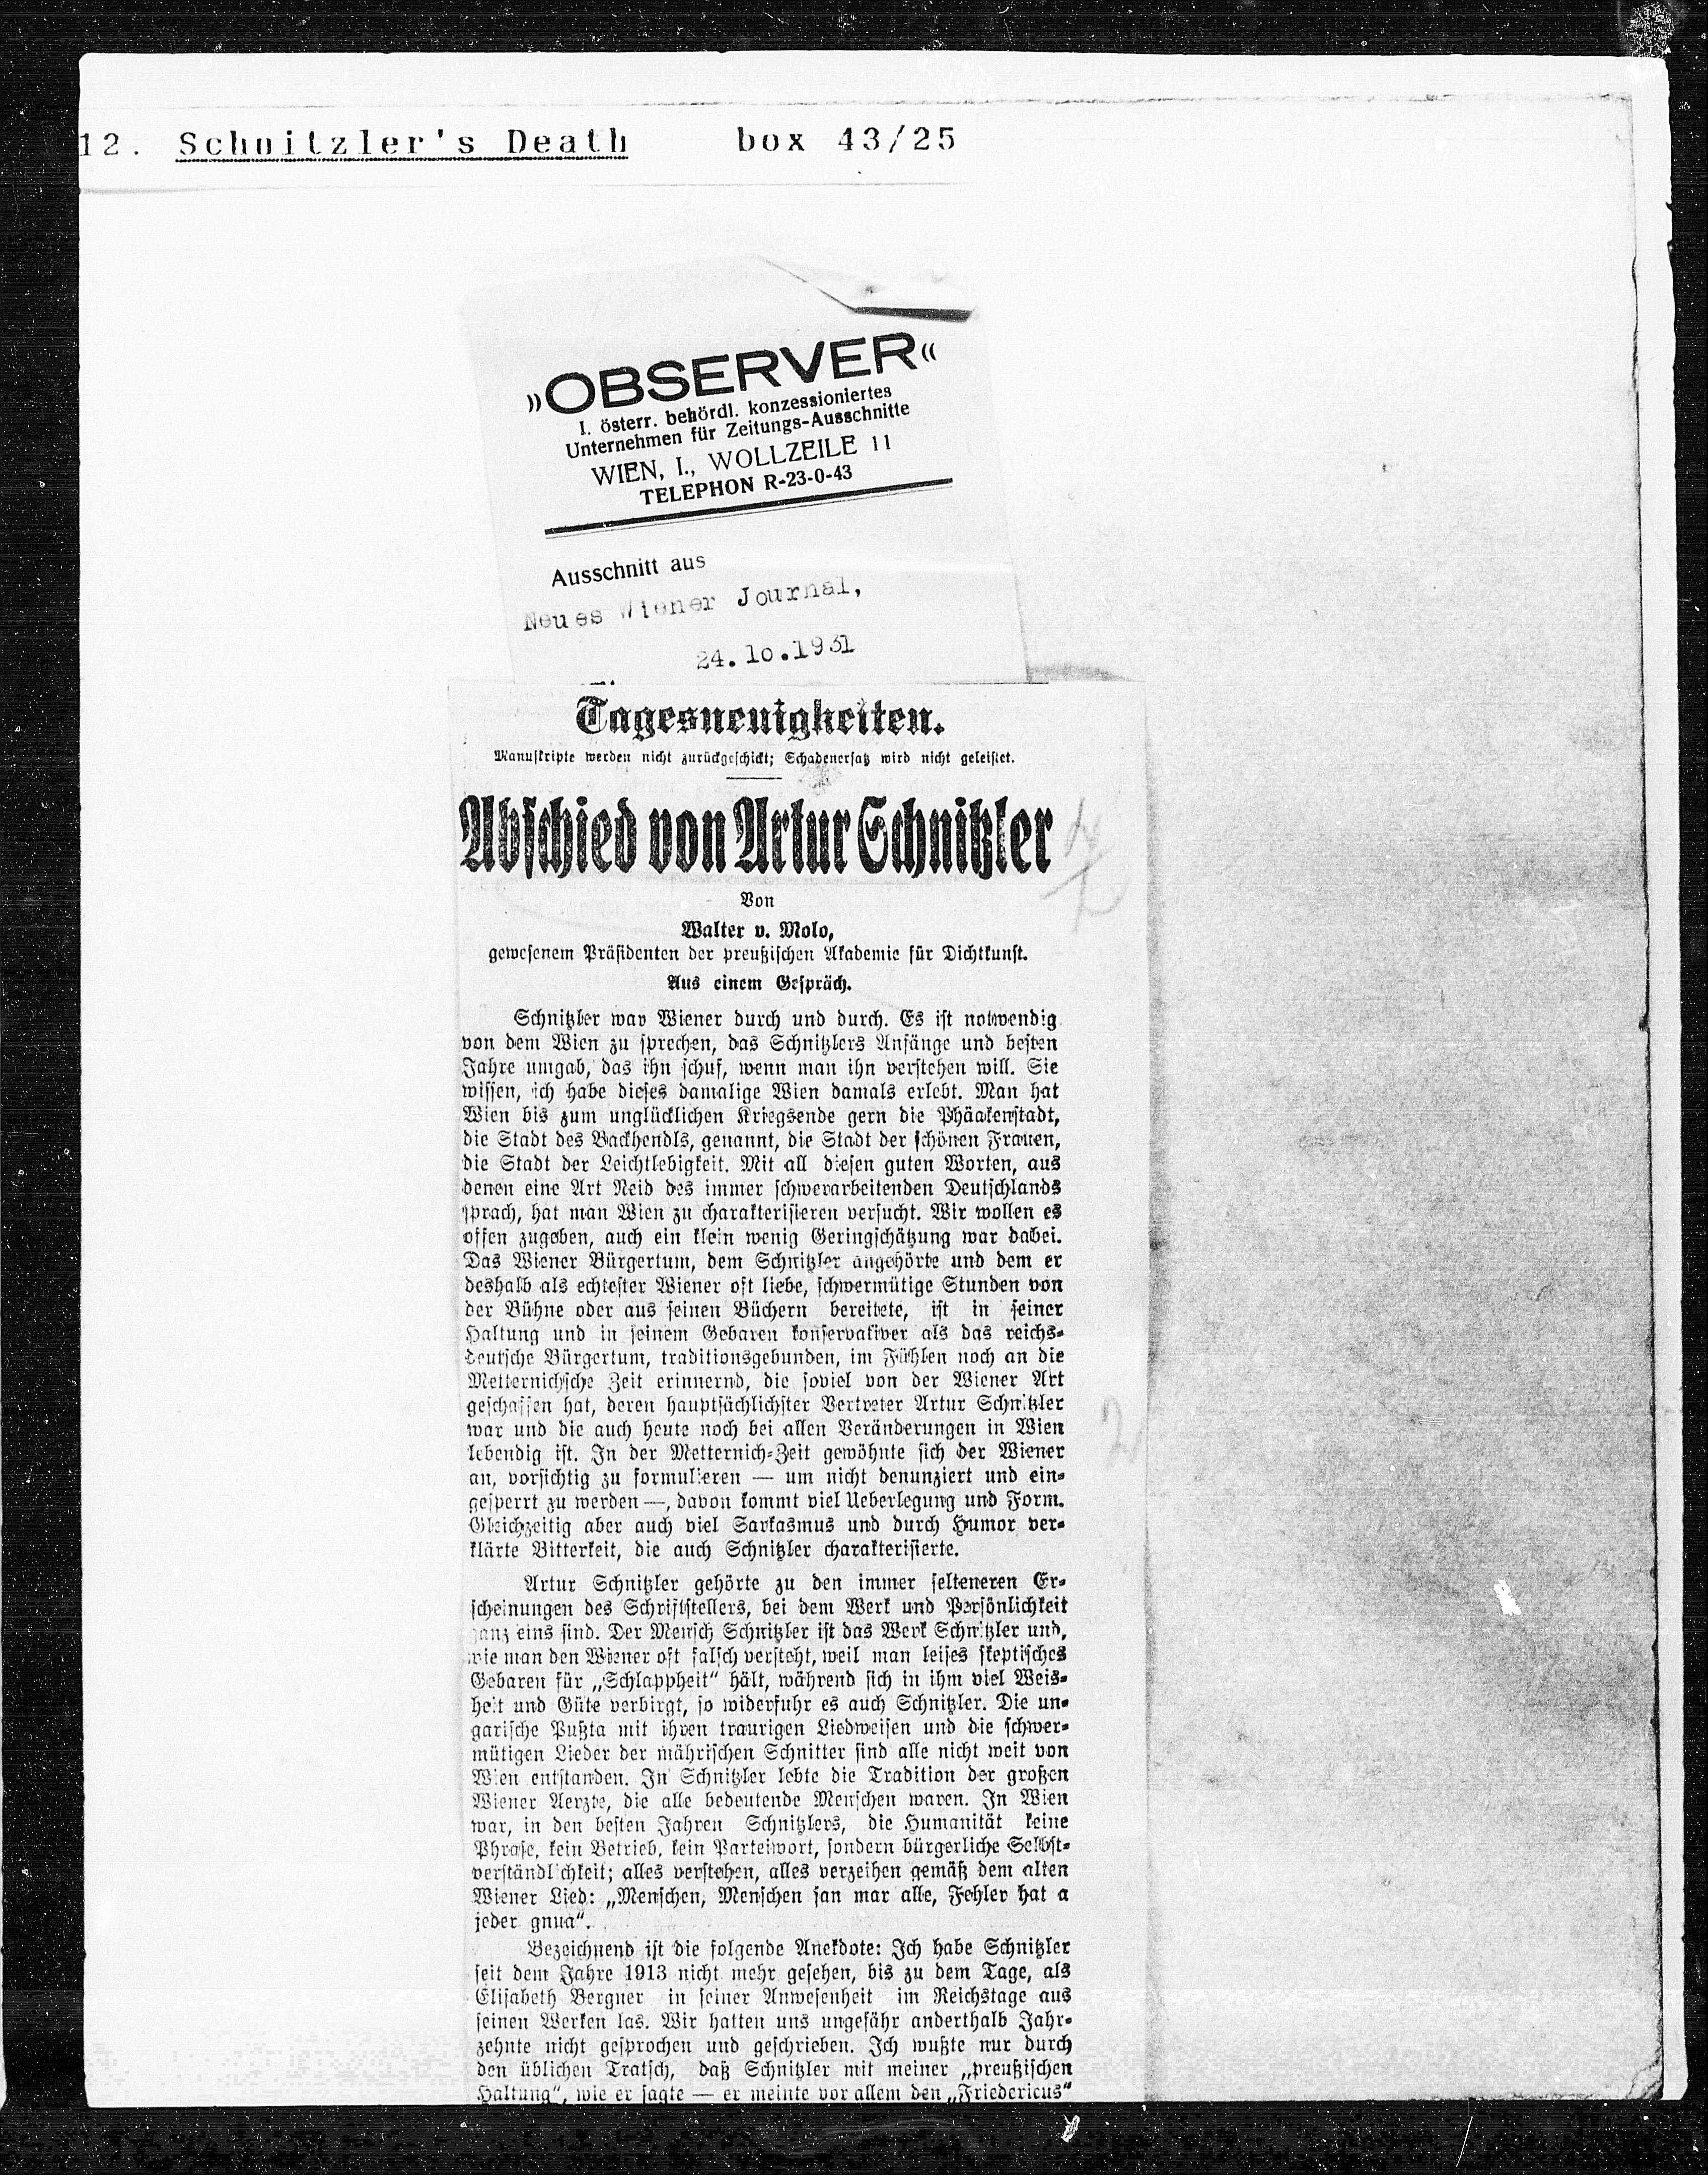 12. Schnitzler's Death box 43/25
»OBSERVER«
I. österr. behördl. konzessioniertes
Unternehmen für Zeitungs-Ausschnitte
WIEN, I., WOLLZEILE 11
TELEPHON R-23-0-43
Ausschnitt aus
Neues Wiener Journal,
24.10.1931
Tagesneuigkeiten.
Manuskripte werden nicht zurückgeschickt; Schadenersatz wird nicht geleistet.
Abschied von Artur Schnitzler
Von
Walter v. Molo,
gewesenem Präsidenten der preußischen Akademie für Dichtkunst.
Aus einem Gespräch.
Schnitzler war Wiener durch und durch. Es ist notwendig
von dem Wien zu sprechen, das Schnitzlers Anfänge und besten
Jahre umgab, das ihn schuf, wenn man ihn verstehen will. Sie
wissen, ich habe dieses damalige Wien damals erlebt. Man hat
Wien bis zum unglücklichen Kriegsende gern die Phäakenstadt,
die Stadt des Backhendls, genannt, die Stadt der schönen Frauen,
die Stadt der Leichtlebigkeit. Mit all diesen guten Worten, aus
denen eine Art Neid des immer schwerarbeitenden Deutschlands
sprach, hat man Wien zu charakterisieren versucht. Wir wollen es
offen zugeben, auch ein klein wenig Geringschätzung war dabei.
Das Wiener Bürgertum, dem Schnitzler angehörte und dem er
deshalb als echtester Wiener oft liebe, schwermütige Stunden von
der Bühne oder aus seinen Büchern bereitete, ist in seiner
Haltung und in seinem Gebaren konservativer als das reichs-
deutsche Bürgertum, traditionsgebunden, im Fühlen noch an die
Metternichsche Zeit erinnernd, die soviel von der Wiener Art
geschaffen hat, deren hauptsächlichster Vertreter Artur Schnitzler
war und die auch heute noch bei allen Veränderungen in Wien
lebendig ist. In der Metternich-Zeit gewöhnte sich der Wiener
an, vorsichtig zu formulieren — um nicht denunziert und ein-
gesperrt zu werden —, davon kommt viel Ueberlegung und Form.
Gleichzeitig aber auch viel Sarkasmus und durch Humor ver-
klärte Bitterkeit, die auch Schnitzler charakterisierte.
Artur Schnitzler gehörte zu den immer selteneren Er-
scheinungen des Schriftstellers, bei dem Werk und Persönlichkeit
ganz eins sind. Der Mensch Schnitzler ist das Werk Schnitzler und,
wie man den Wiener oft falsch versteht, weil man leises skeptisches
Gebaren für „Schlappheit“ hält, während sich in ihm viel Weis-
heit und Güte verbirgt, so widerfuhr es auch Schnitzler. Die un-
garische Pußta mit ihren traurigen Liedweisen und die schwer-
mütigen Lieder der mährischen Schnitter sind alle nicht weit von
Wien entstanden. In Schnitzler lebte die Tradition der großen
Wiener Aerzte, die alle bedeutende Menschen waren. In Wien
war, in den besten Jahren Schnitzlers, die Humanität keine
Phrase, kein Betrieb, kein Parteiwort, sondern bürgerliche Selbst-
verständlichkeit; alles verstehen, alles verzeihen gemäß dem alten
Wiener Lied: „Menschen, Menschen san mar alle, Fehler hat a
jeder gnua“.
Bezeichnend ist die folgende Anekdote: Ich habe Schnitzler
seit dem Jahre 1913 nicht mehr gesehen, bis zu dem Tage, als
Elisabeth Bergner in seiner Anwesenheit im Reichstage aus
seinen Werken las. Wir hatten uns ungefähr anderthalb Jahr-
zehnte nicht gesprochen und geschrieben. Ich wußte nur durch
den üblichen Tratsch, daß Schnitzler mit meiner „preußischen
Haltung“, wie er sagte — er meinte vor allem den „Friedericus“
2